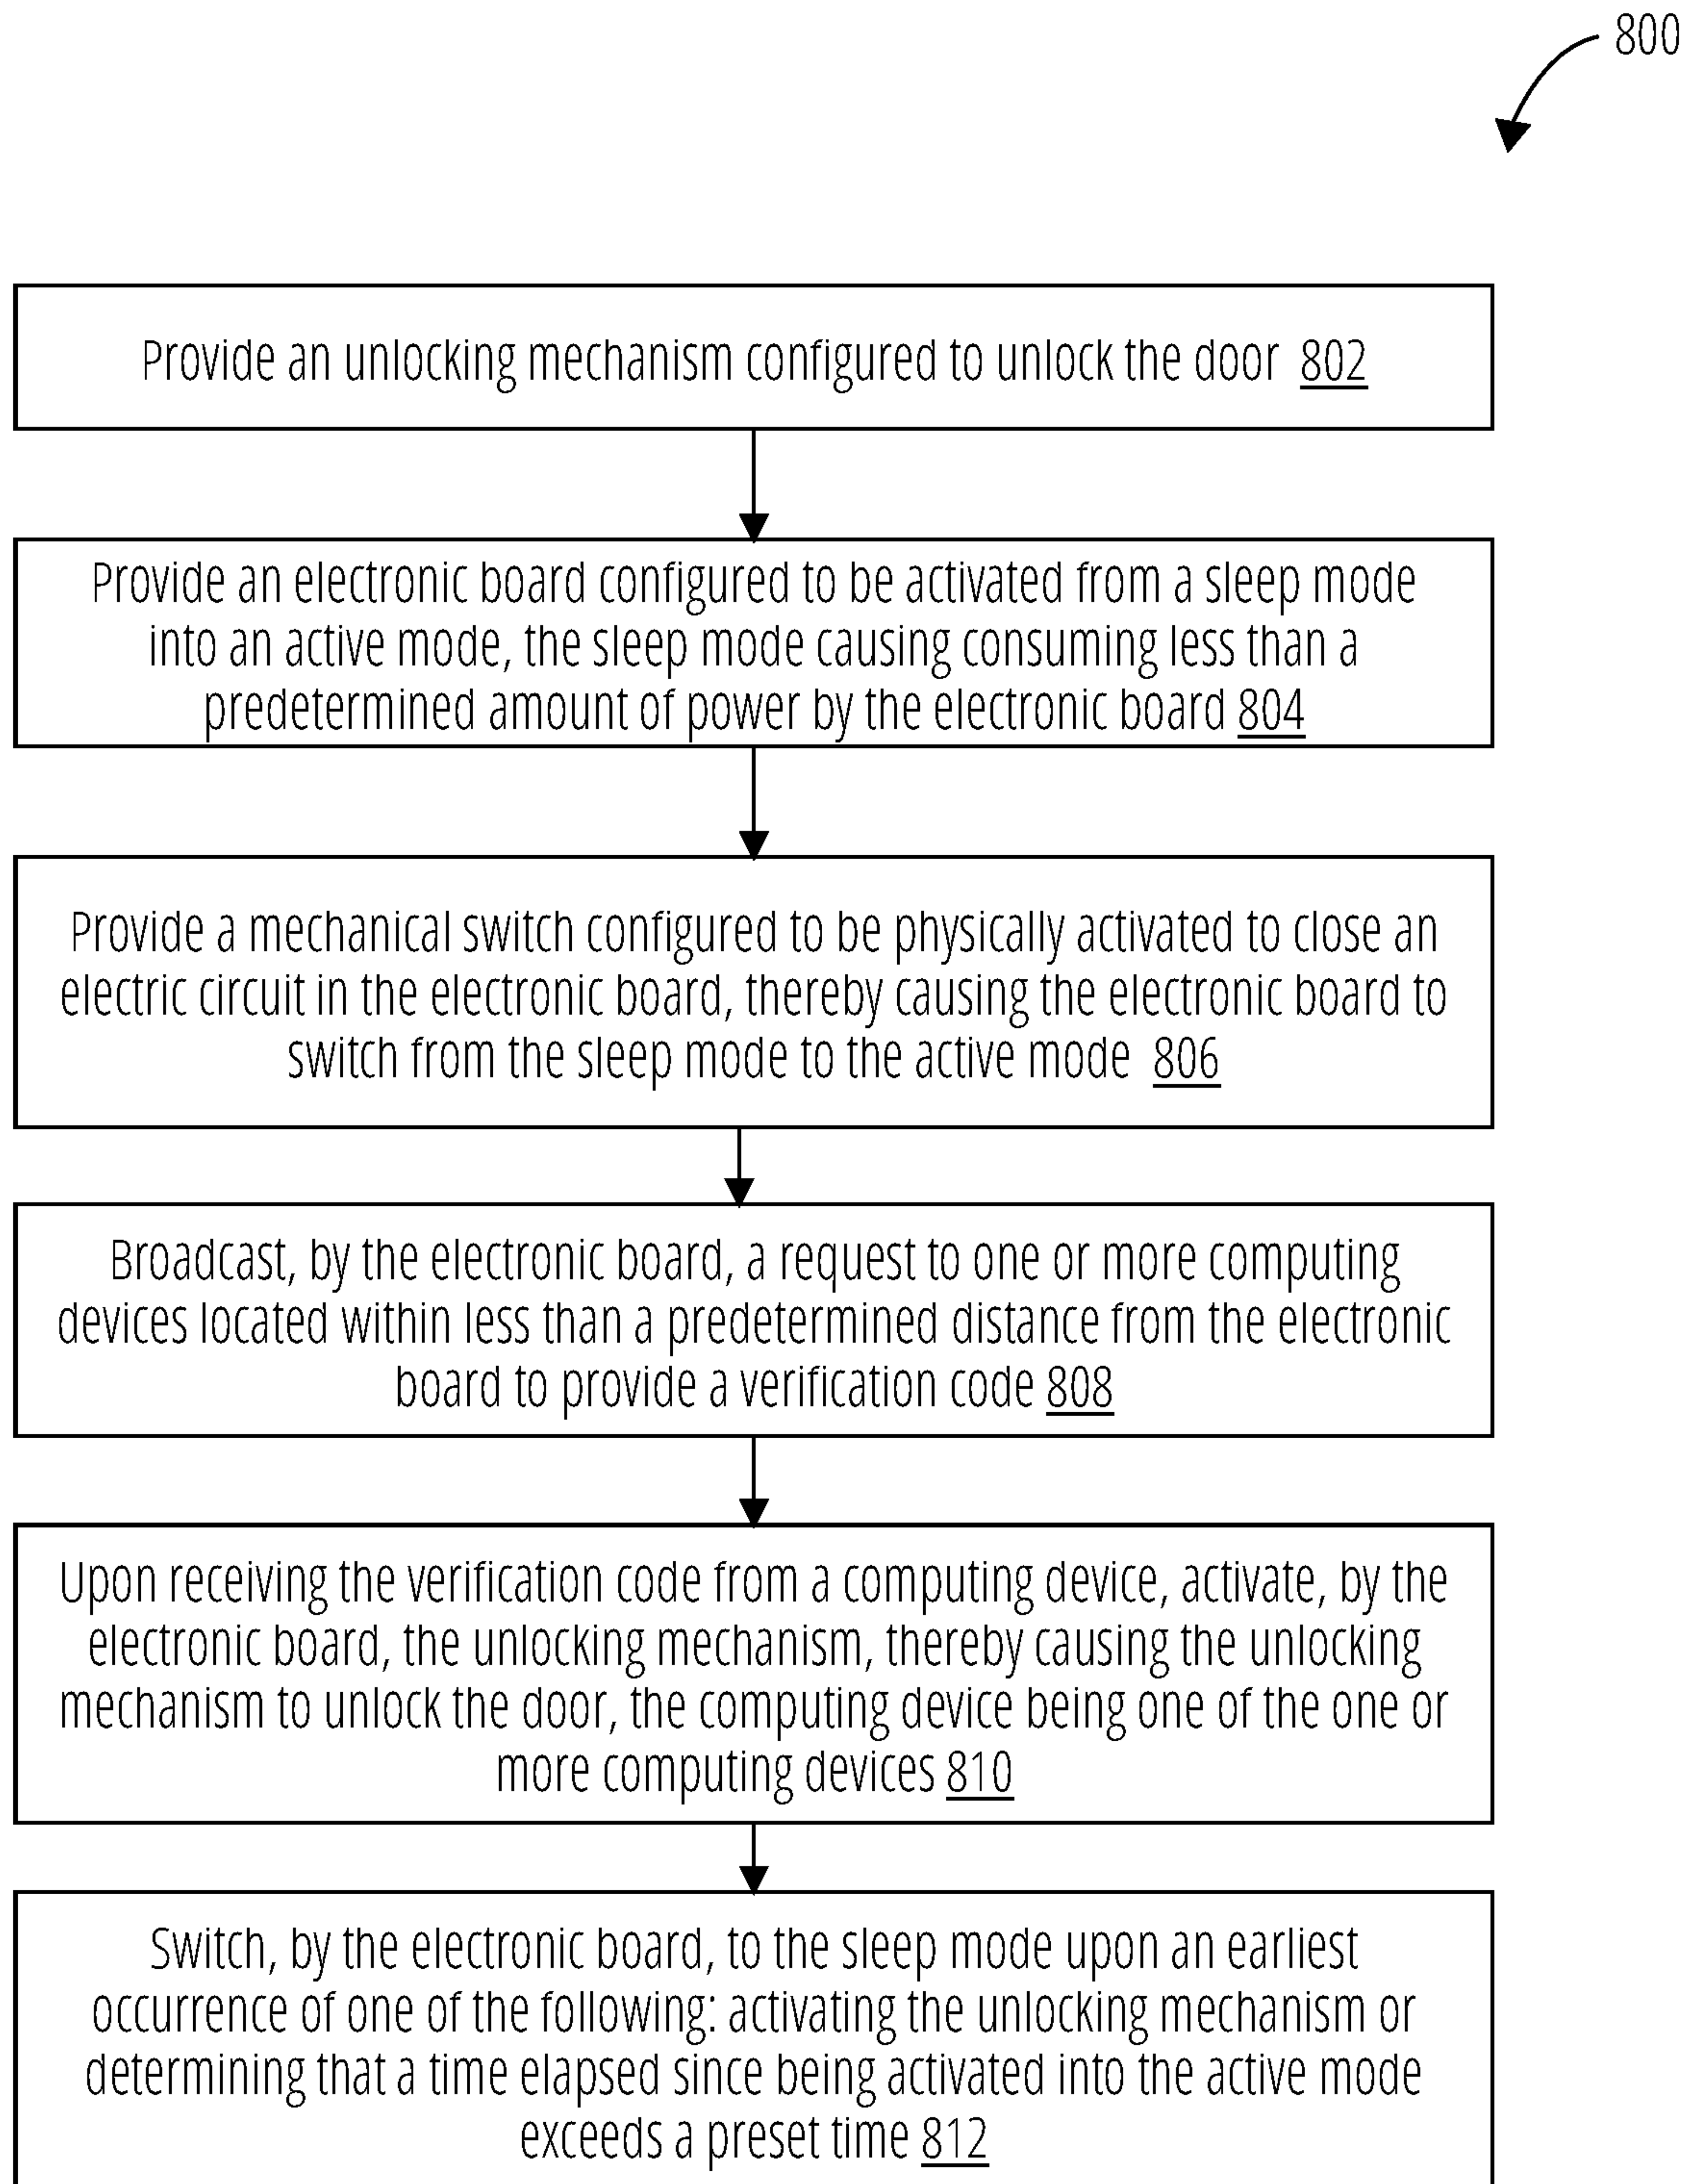 800
Provide an unlocking mechanism configured to unlock the door 802
Provide an electronic board configured to be activated from a sleep mode
into an active mode, the sleep mode causing consuming less than a
predetermined amount of power by the electronic board 804
Provide a mechanical switch configured to be physically activated to close an
electric circuit in the electronic board, thereby causing the electronic board to
switch from the sleep mode to the active mode 806
Broadcast, by the electronic board, a request to one or more computing
devices located within less than a predetermined distance from the electronic
board to provide a verification code 808
Upon receiving the verification code from a computing device, activate, by the
electronic board, the unlocking mechanism, thereby causing the unlocking
mechanism to unlock the door, the computing device being one of the one or
more computing devices 810
Switch, by the electronic board, to the sleep mode upon an earliest
occurrence of one of the following: activating the unlocking mechanism or
determining that a time elapsed since being activated into the active mode
exceeds a preset time 812